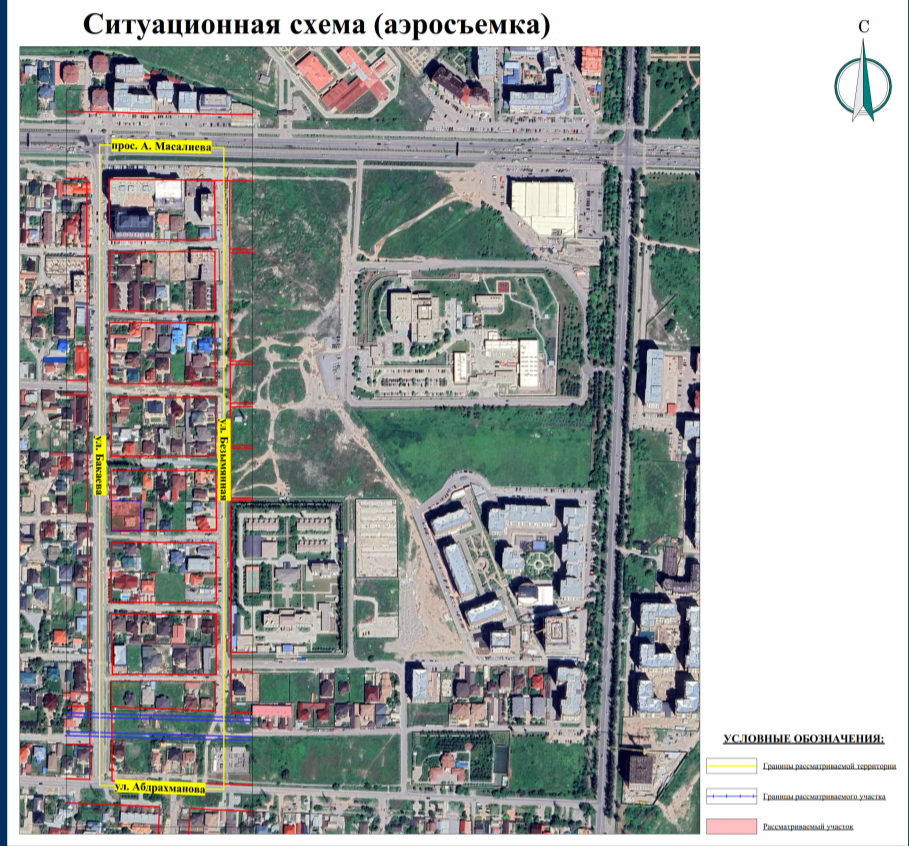 Ситуационная схема (аэросъемка)
С
прос. А. Масалиева
ул. Бакаева
ул. Безымянная
ул. Абдрахманова
УСЛОВНЫЕ ОБОЗНАЧЕНИЯ:
Границы рассматриваемой территории
Границы рассматриваемого участка
Рассматриваемый участок